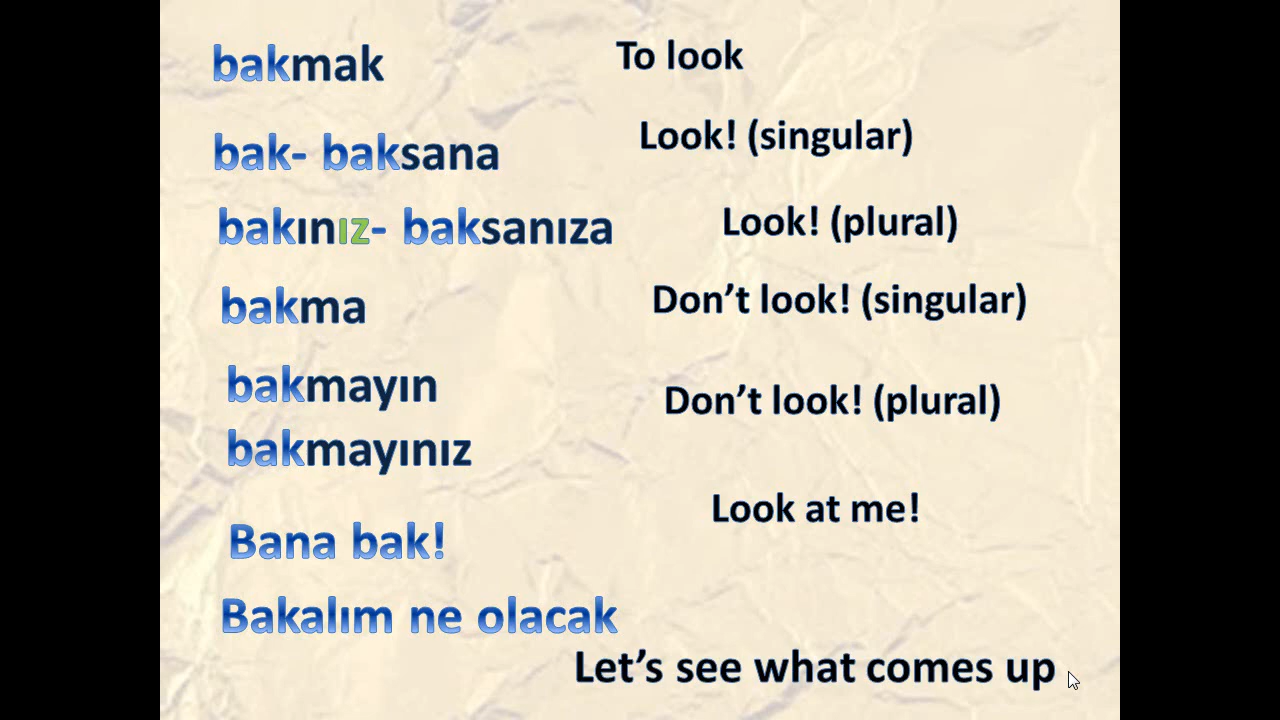 bakmak
To look
bak- baksana
Look! (singular)
bakınız- baksanıza
Look! (plural)
bakma
Don’t look! (singular)
bakmayın
Don’t look! (plural)
bakmayınız
Bana bak!
Look at me!
Bakalım ne olacak
Let’s see what comes up